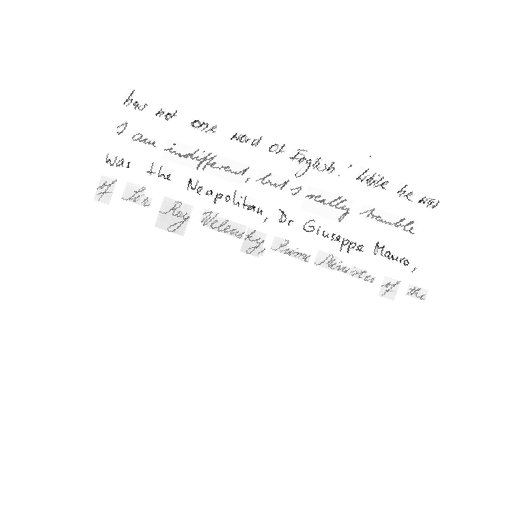 has not one word of English. ' While he was
I am indifferent, but I really tremble
was the Neapolitan, Dr Giuseppe Mauro,
If Sir Roy Welensky, Prime Minister of the